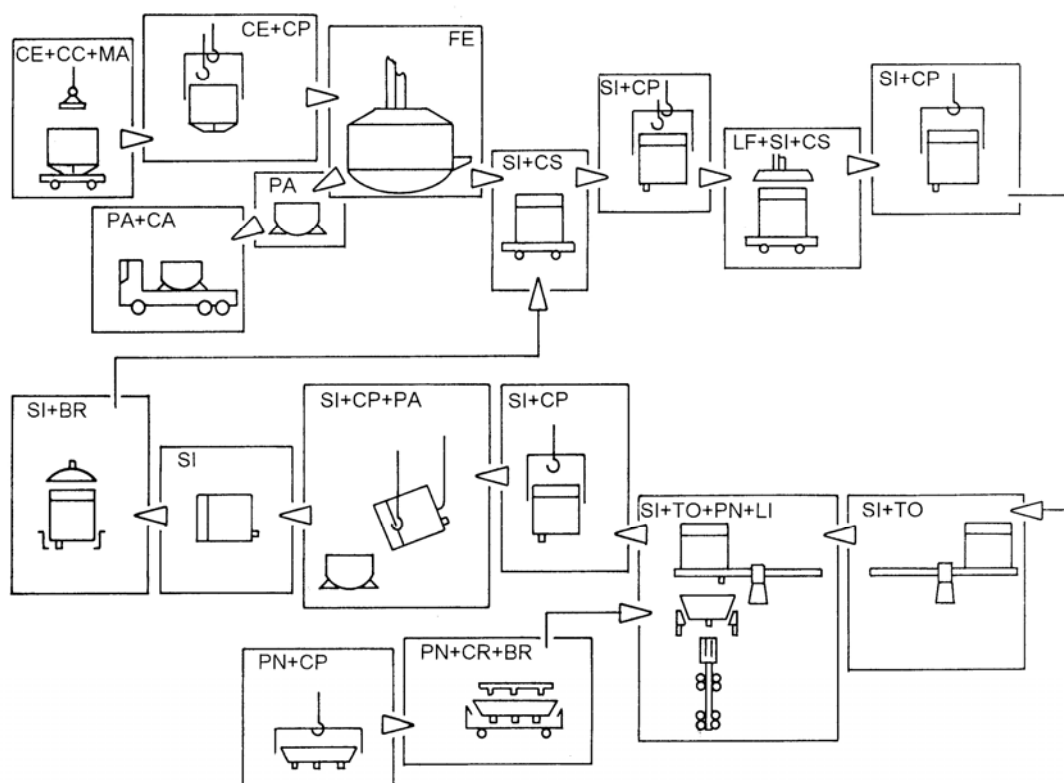 CE+CC+MA
CE+CP
FE
SI+CS
SI+CP
LF+SI+CS
SI+CP
PA
PA+CA
SI+BR
SI
SI+CP+PA
SI+CP
SI+TO+PN+LI
SI+TO
PN+CP
PN+CR+BR